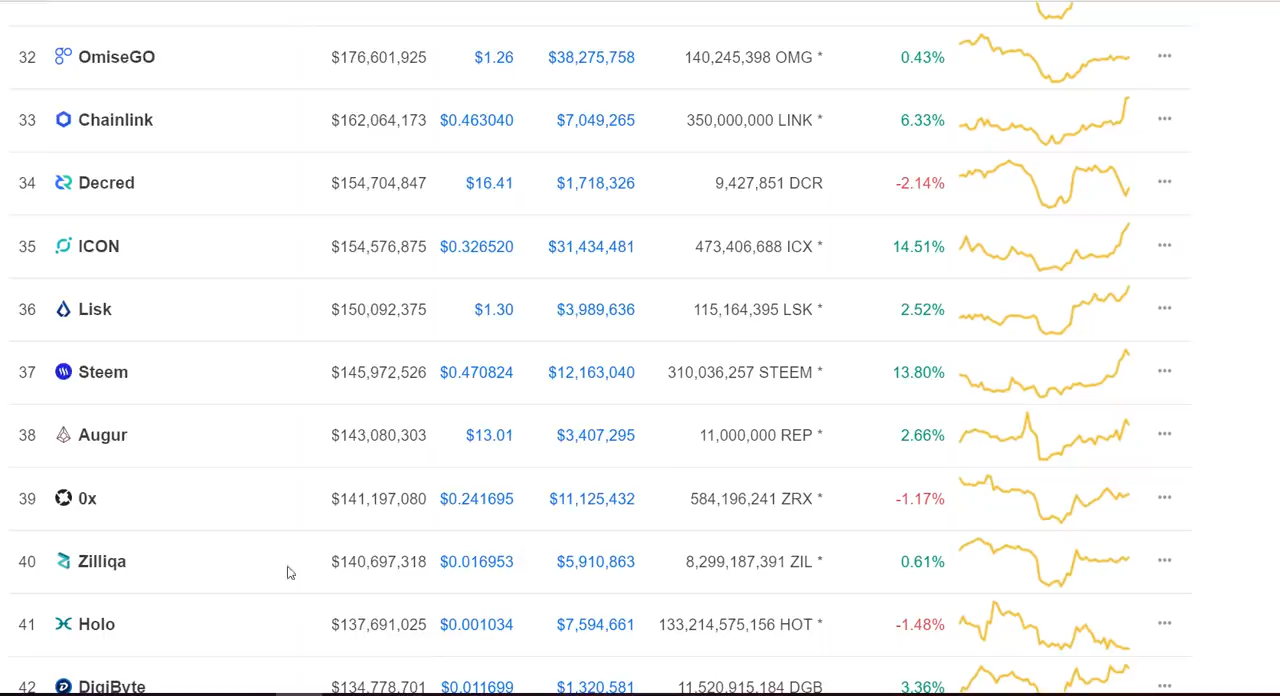 32 OmiseGO $176,601,925 $1.26 $38,275,758 140,245,398 OMG * 0.43% •••
33 Chainlink $162,064,173 $0.463040 $7,049,265 350,000,000 LINK * 6.33% •••
34 Decred $154,704,847 $16.41 $1,718,326 9,427,851 DCR -2.14% •••
35 ICON $154,576,875 $0.326520 $31,434,481 473,406,688 ICX * 14.51% •••
36 Lisk $150,092,375 $1.30 $3,989,636 115,164,395 LSK * 2.52% •••
37 Steem $145,972,526 $0.470824 $12,163,040 310,036,257 STEEM * 13.80% •••
38 Augur $143,080,303 $13.01 $3,407,295 11,000,000 REP * 2.66% •••
39 0x $141,197,080 $0.241695 $11,125,432 584,196,241 ZRX * -1.17% •••
40 Zilliqa $140,697,318 $0.016953 $5,910,863 8,299,187,391 ZIL * 0.61% •••
41 Holo $137,691,025 $0.001034 $7,594,661 133,214,575,156 HOT * -1.48% •••
42 DigiByte $134,778,701 $0.011699 $1,320,581 11,520,915,184 DGB 3.36% •••